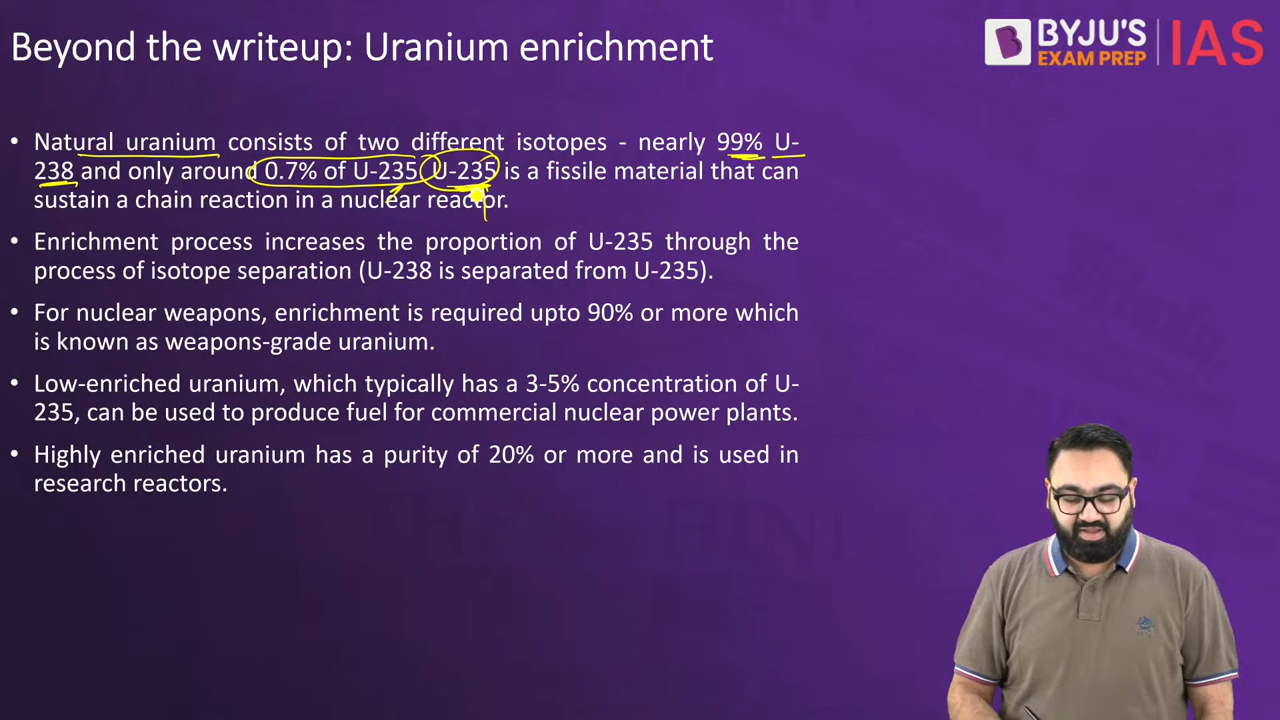 Beyond the writeup: Uranium enrichment
BYJU'S
EXAM PREP
IAS
• Natural uranium consists of two different isotopes - nearly 99% U-
238 and only around 0.7% of U-235 U-235 is a fissile material that can
sustain a chain reaction in a nuclear reactor.
• Enrichment process increases the proportion of U-235 through the
process of isotope separation (U-238 is separated from U-235).
• For nuclear weapons, enrichment is required upto 90% or more which
is known as weapons-grade uranium.
• Low-enriched uranium, which typically has a 3-5% concentration of U-
235, can be used to produce fuel for commercial nuclear power plants.
• Highly enriched uranium has a purity of 20% or more and is used in
research reactors.